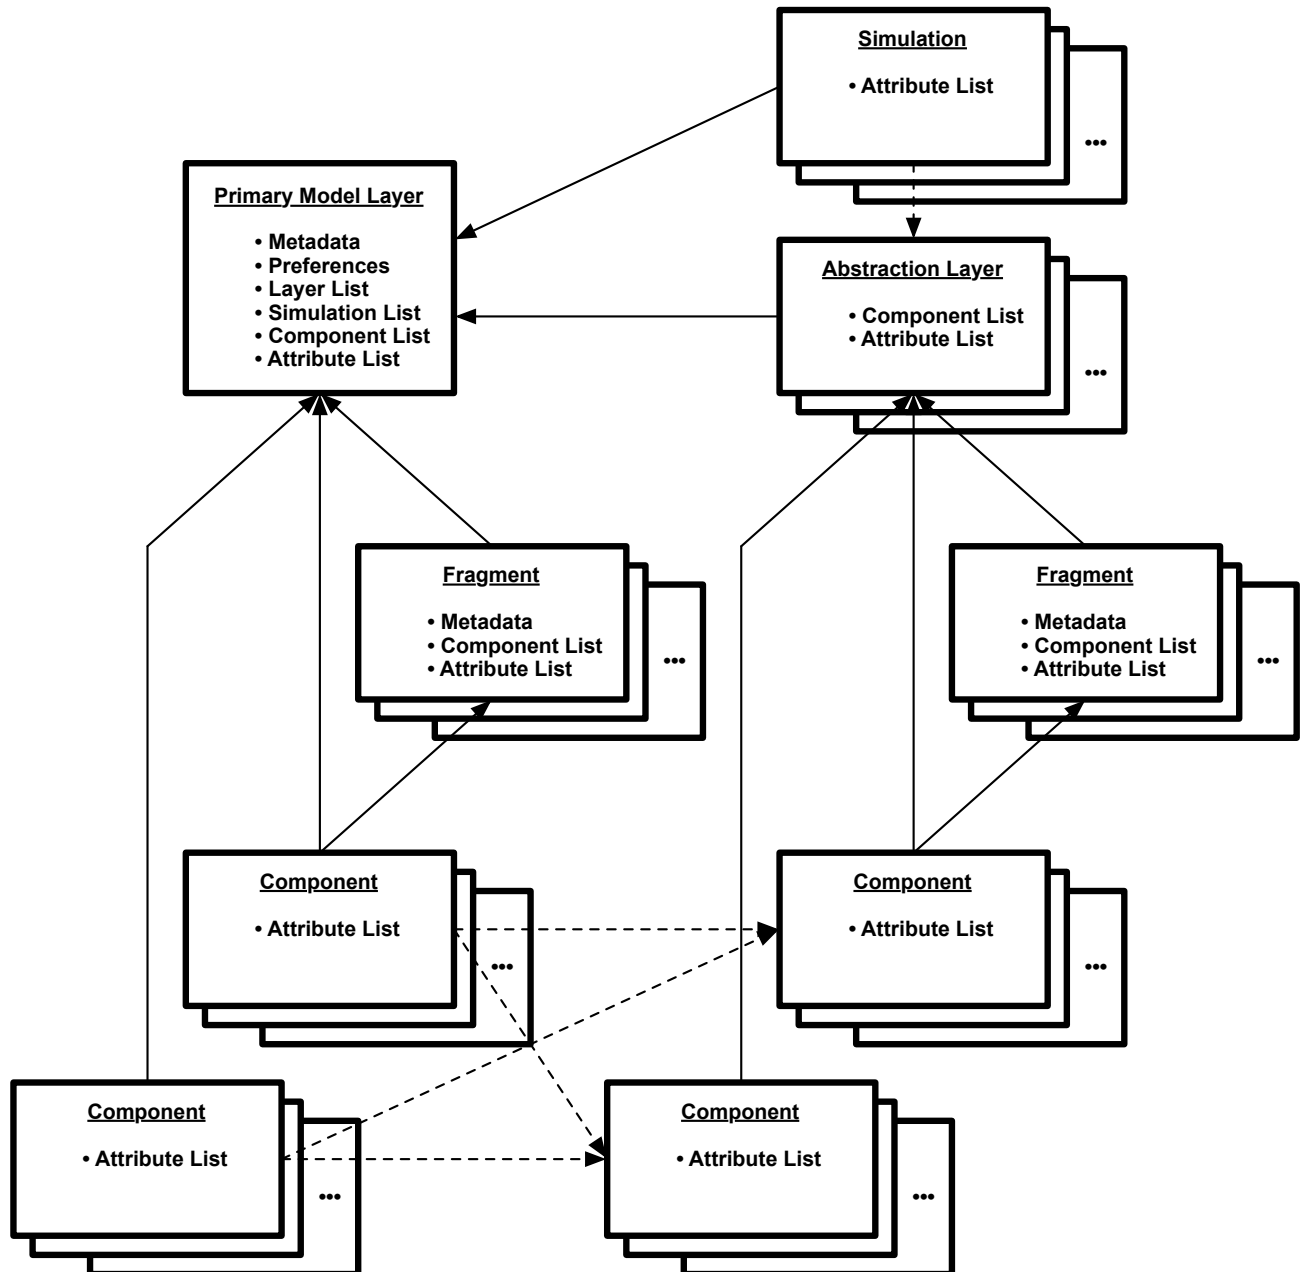 Simulation
• Attribute List
...
Primary Model Layer
• Metadata
• Preferences
• Layer List
• Simulation List
• Component List
• Attribute List
Abstraction Layer
• Component List
• Attribute List
...
Fragment
• Metadata
• Component List
• Attribute List
...
Fragment
• Metadata
• Component List
• Attribute List
...
Component
• Attribute List
...
Component
• Attribute List
...
Component
• Attribute List
...
Component
• Attribute List
...